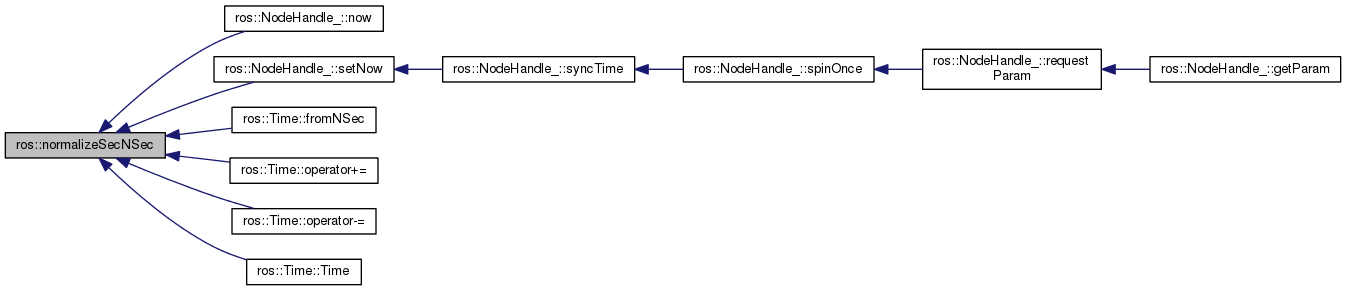 ros::NodeHandle_::now
ros::NodeHandle_::setNow
ros::NodeHandle_::syncTime
ros::NodeHandle_::spinOnce
ros::NodeHandle_::request
Param
ros::NodeHandle_::getParam
ros::Time::fromNSec
ros::normalizeSecNSec
ros::Time::operator+=
ros::Time::operator-=
ros::Time::Time